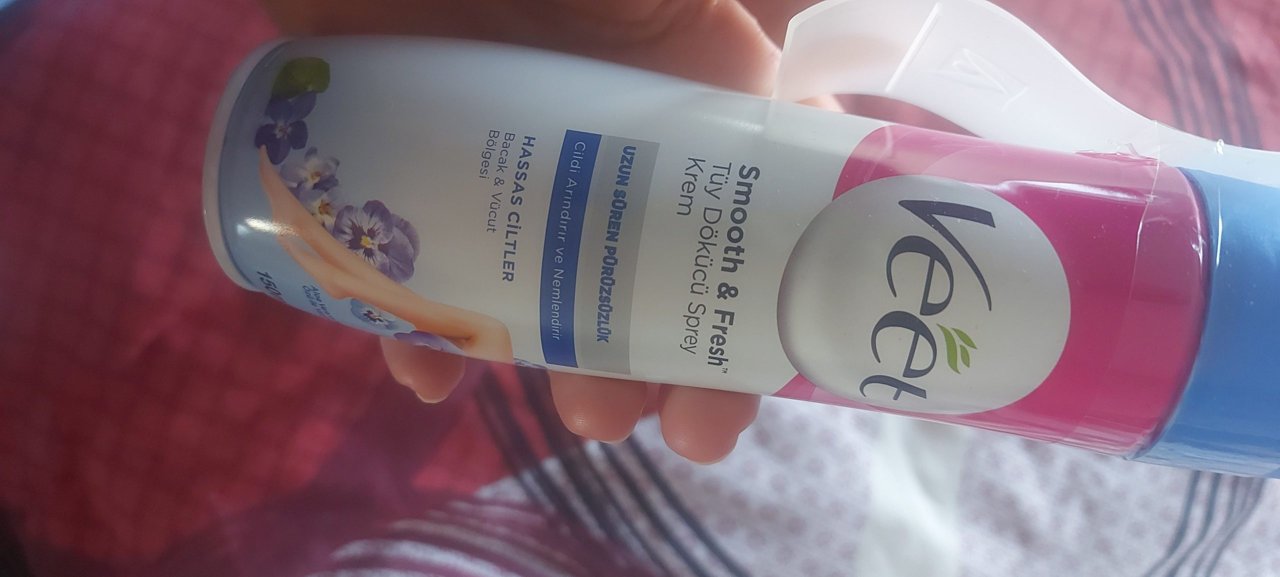 Veet
Smooth & Fresh™
Tüy Dökücü Sprey
Krem
UZUN SÜREN PÜRÜZSÜZLÜK
Cildi Arındırır ve Nemlendirir
HASSAS CİLTLER
Bacak & Vücut
Bölgesi